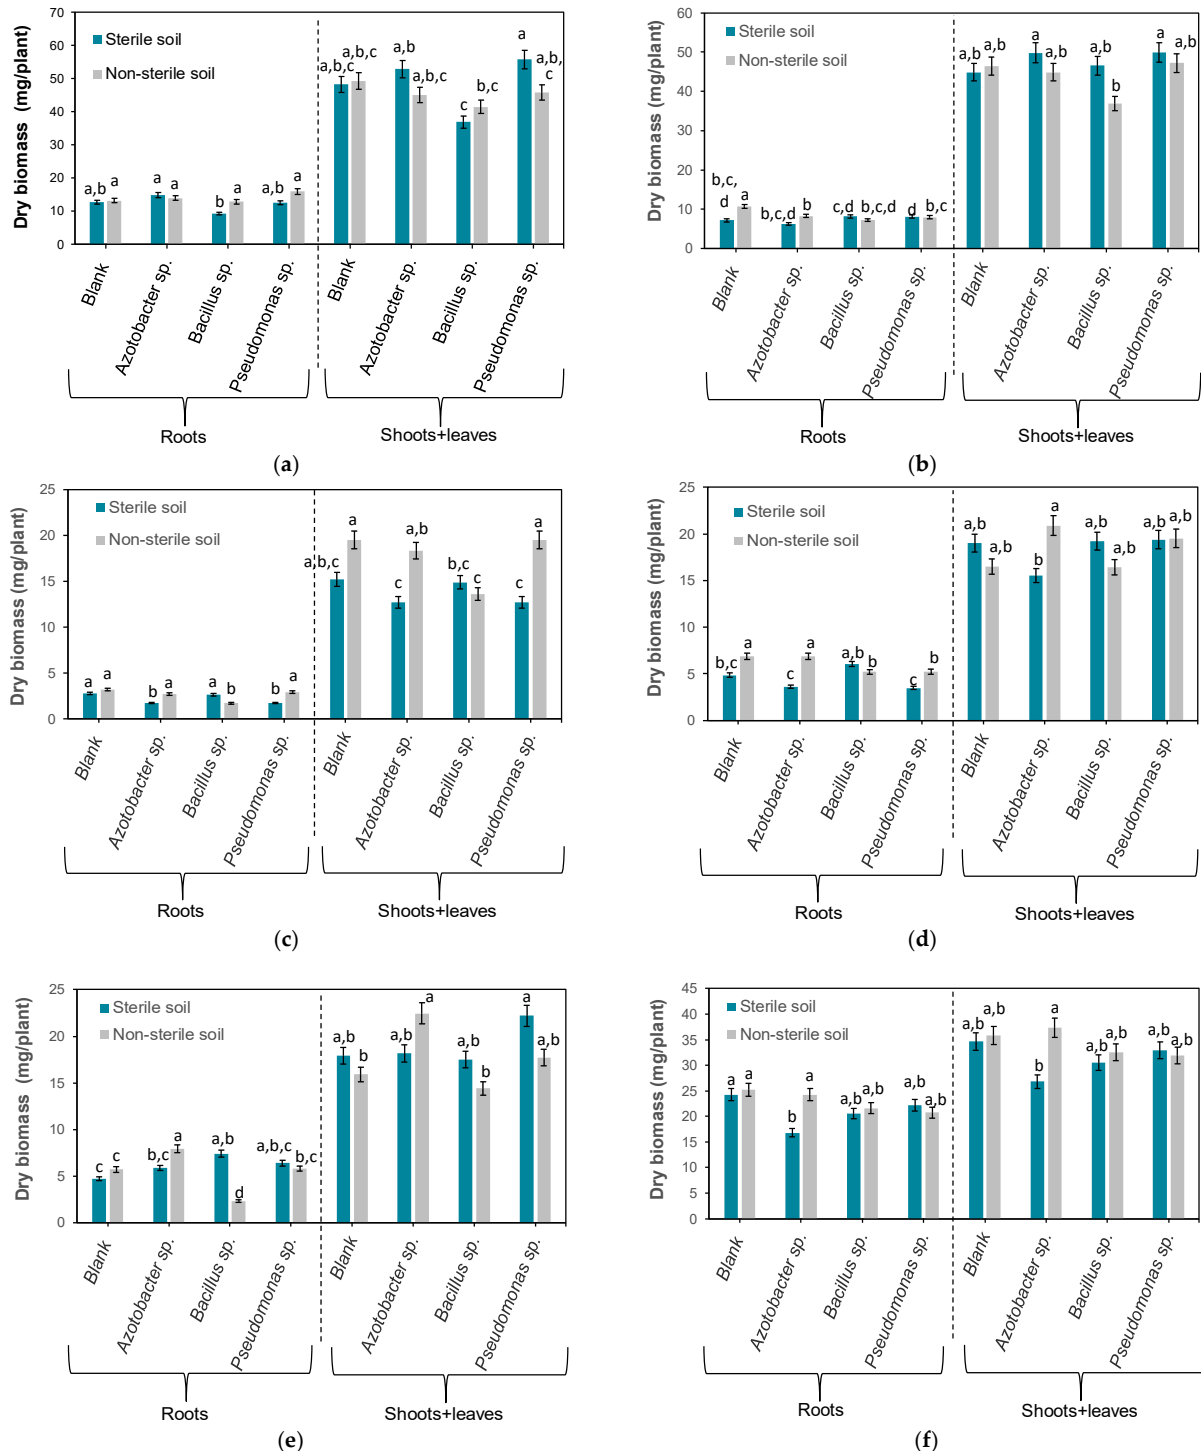 Dry biomass (mg/plant)
70
60
50
40
30
20
10
0
Sterile soil
Non-sterile soil
a,b
a
a
a
b
a
a,b
a
a,b,c
a,b,c
a,b
a,b,c
c
b,c
a
a,b,
c
Blank
Azotobacter sp.
Bacillus sp.
Pseudomonas sp.
Blank
Azotobacter sp.
Bacillus sp.
Pseudomonas sp.
Roots
Shoots+leaves
(a)
Dry biomass (mg/plant)
60
50
40
30
20
10
0
Sterile soil
Non-sterile soil
b,c,
d
a
b,c,d
b
c,d
b,c,d
d
b,c
a,b
a,b
a
a,b
a,b
b
a
a,b
Blank
Azotobacter sp.
Bacillus sp.
Pseudomonas sp.
Blank
Azotobacter sp.
Bacillus sp.
Pseudomonas sp.
Roots
Shoots+leaves
(b)
Dry biomass (mg/plant)
25
20
15
10
5
0
Sterile soil
Non-sterile soil
a
a
b
a
a
b
b
a
a,b,c
a
c
a,b
b,c
c
c
a
Blank
Azotobacter sp.
Bacillus sp.
Pseudomonas sp.
Blank
Azotobacter sp.
Bacillus sp.
Pseudomonas sp.
Roots
Shoots+leaves
(c)
Dry biomass (mg/plant)
25
20
15
10
5
0
Sterile soil
Non-sterile soil
b,c
a
c
a
a,b
b
c
b
a,b
a,b
b
a
a,b
a,b
a,b
a,b
Blank
Azotobacter sp.
Bacillus sp.
Pseudomonas sp.
Blank
Azotobacter sp.
Bacillus sp.
Pseudomonas sp.
Roots
Shoots+leaves
(d)
Dry biomass (mg/plant)
25
20
15
10
5
0
Sterile soil
Non-sterile soil
c
c
b,c
a
a,b
d
a,b,c
b,c
a,b
b
a,b
a
a,b
b
a
a,b
Blank
Azotobacter sp.
Bacillus sp.
Pseudomonas sp.
Blank
Azotobacter sp.
Bacillus sp.
Pseudomonas sp.
Roots
Shoots+leaves
(e)
Dry biomass (mg/plant)
45
40
35
30
25
20
15
10
5
0
Sterile soil
Non-sterile soil
a
a
b
a
a,b
a,b
a,b
a,b
a,b
a,b
b
a
a,b
a,b
a,b
a,b
Blank
Azotobacter sp.
Bacillus sp.
Pseudomonas sp.
Blank
Azotobacter sp.
Bacillus sp.
Pseudomonas sp.
Roots
Shoots+leaves
(f)